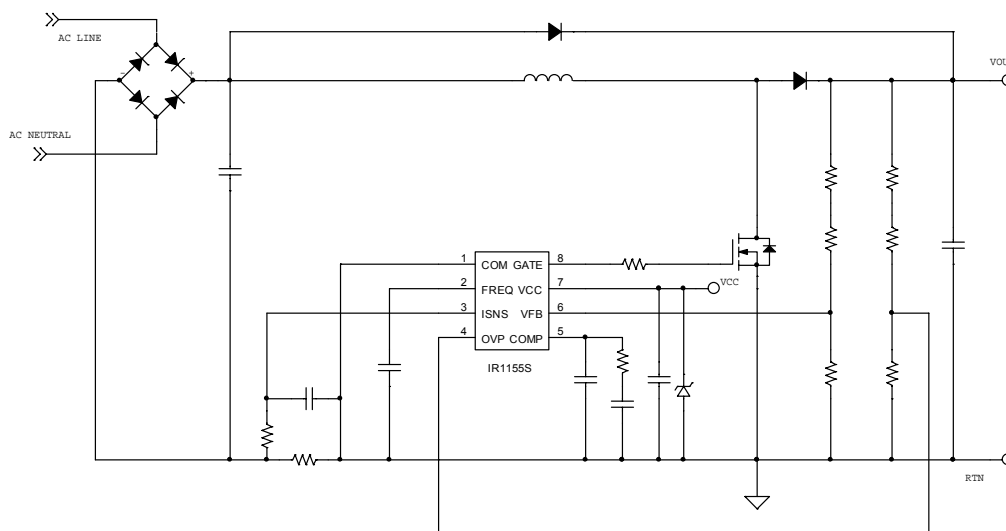 AC LINE
-
+
VOU
AC NEUTRAL
1 COM GATE 8
2 FREQ VCC 7
VCC
3 ISNS VFB 6
4 OVP COMP 5
IR1155S
RTN